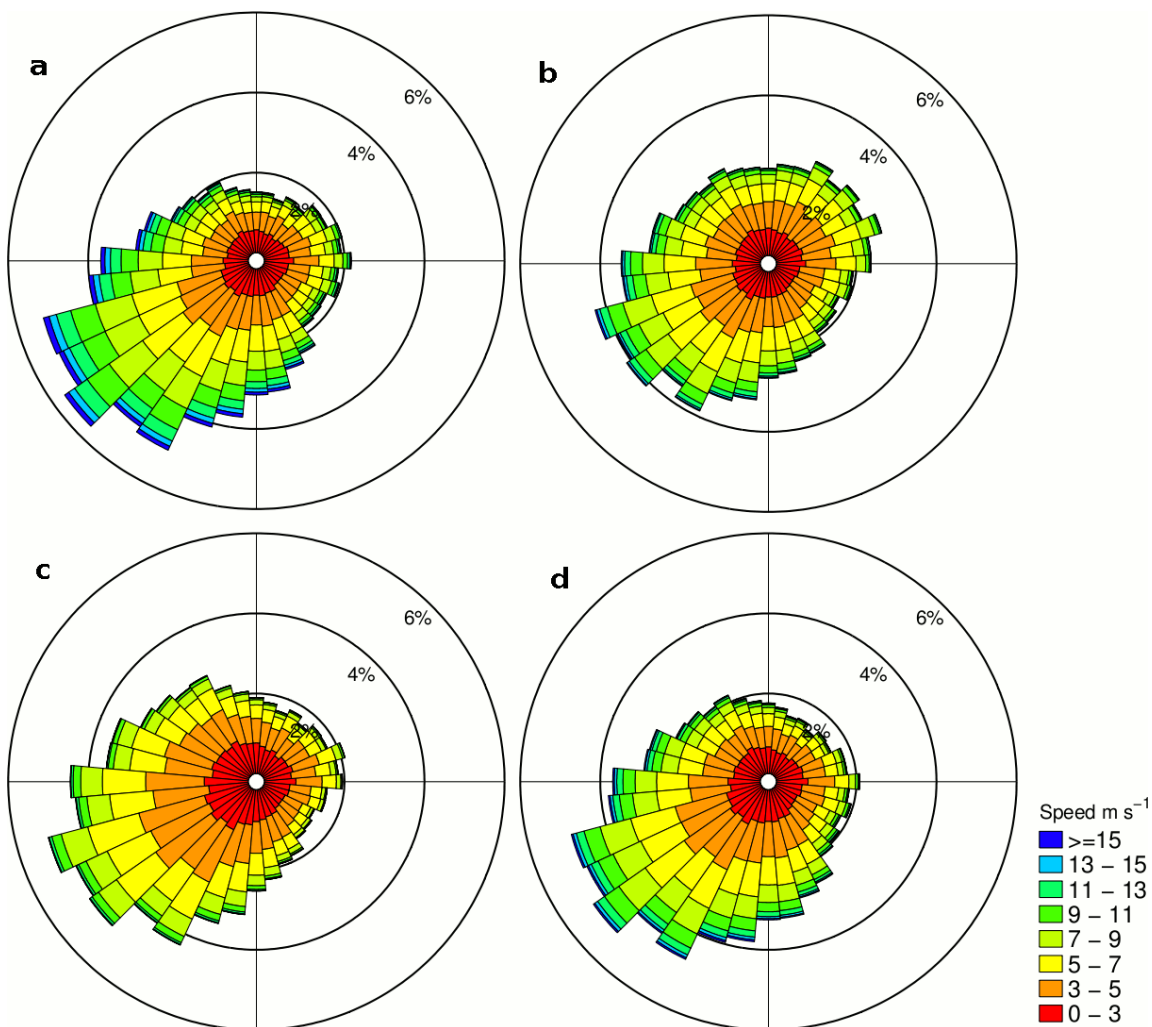 a
6%
4%
2%
b
6%
4%
2%
c
6%
4%
2%
d
6%
4%
2%
Speed m s⁻¹
>=15
13 – 15
11 – 13
9 – 11
7 – 9
5 – 7
3 – 5
0 – 3